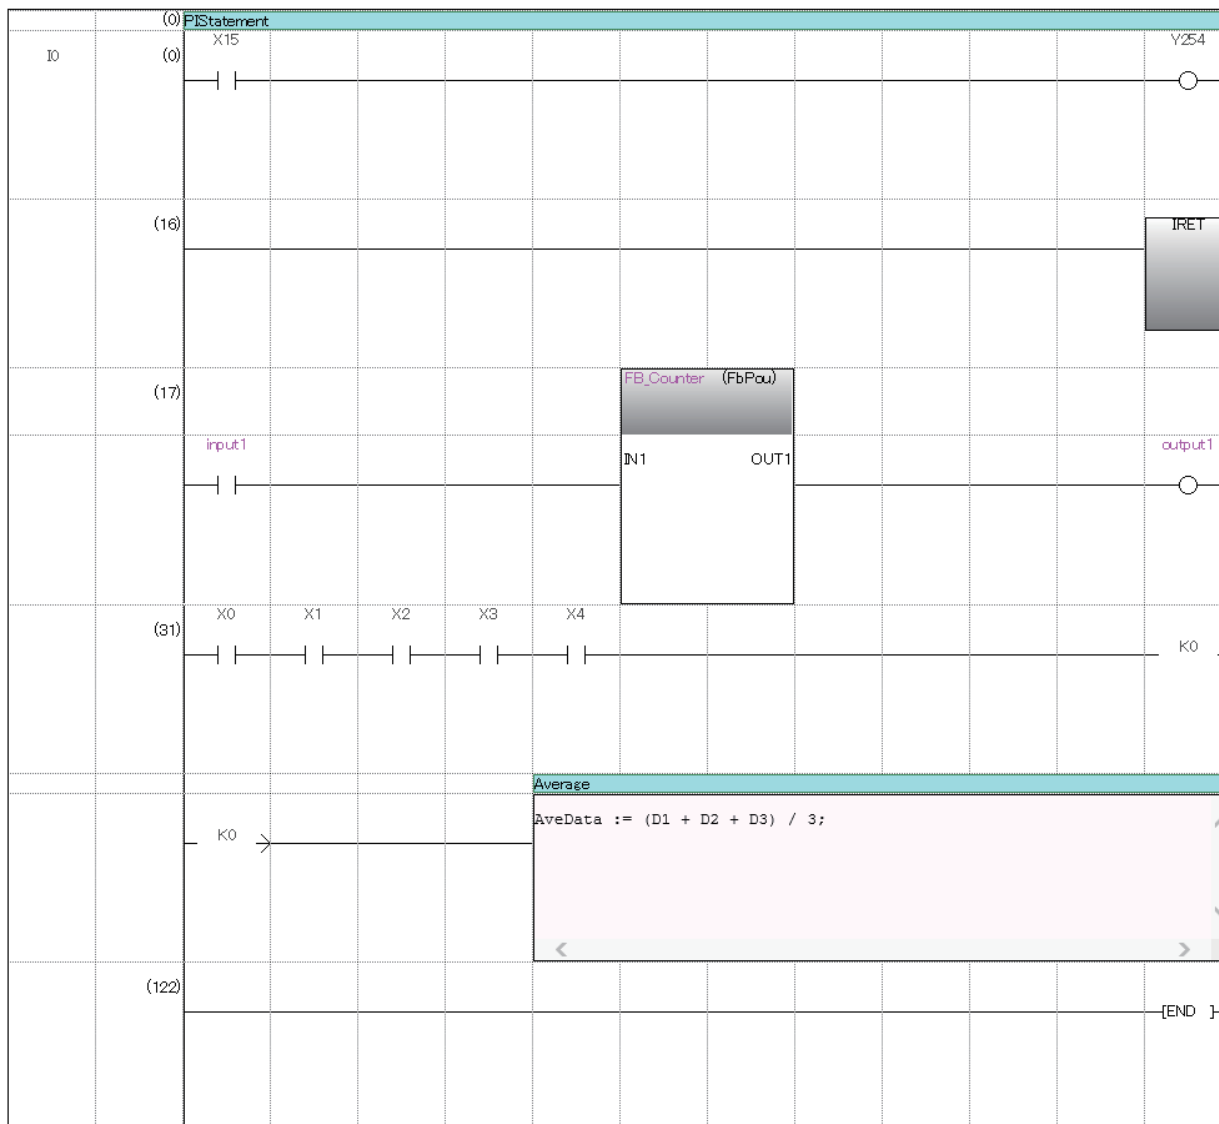 (0) PIStatement
X15 Y254
I0 (0)
(16) IRET
(17) FB_Counter (FbPou)
input1 output1
IN1 OUT1
X0 X1 X2 X3 X4
(31)
K0
Average
AveData := (D1 + D2 + D3) / 3;
K0
(122)
[END ]